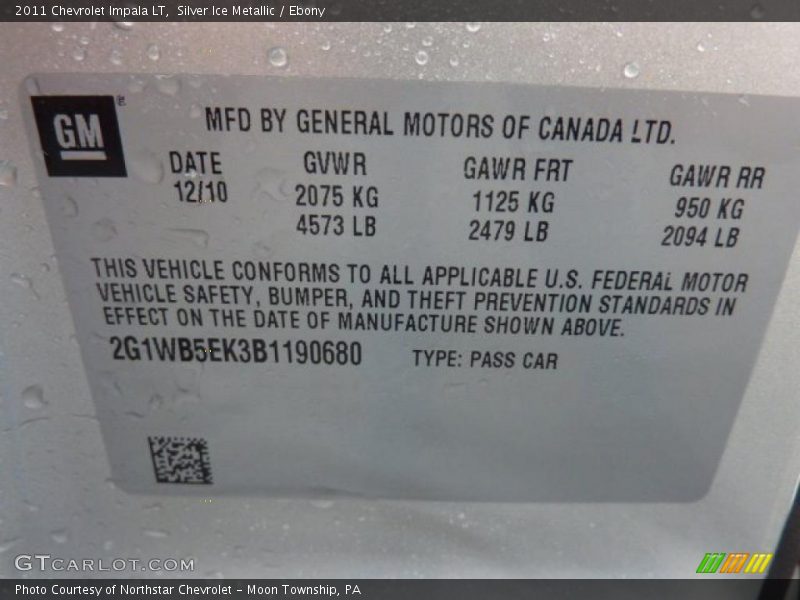 2011 Chevrolet Impala LT, Silver Ice Metallic / Ebony
GM
MFD BY GENERAL MOTORS OF CANADA LTD.
DATE GVWR GAWR FRT GAWR RR
12/10 2075 KG 1125 KG 950 KG
4573 LB 2479 LB 2094 LB
THIS VEHICLE CONFORMS TO ALL APPLICABLE U.S. FEDERAL MOTOR
VEHICLE SAFETY, BUMPER, AND THEFT PREVENTION STANDARDS IN
EFFECT ON THE DATE OF MANUFACTURE SHOWN ABOVE.
2G1WB5EK3B1190680 TYPE: PASS CAR
GTCARLOT.COM
Photo Courtesy of Northstar Chevrolet - Moon Township, PA